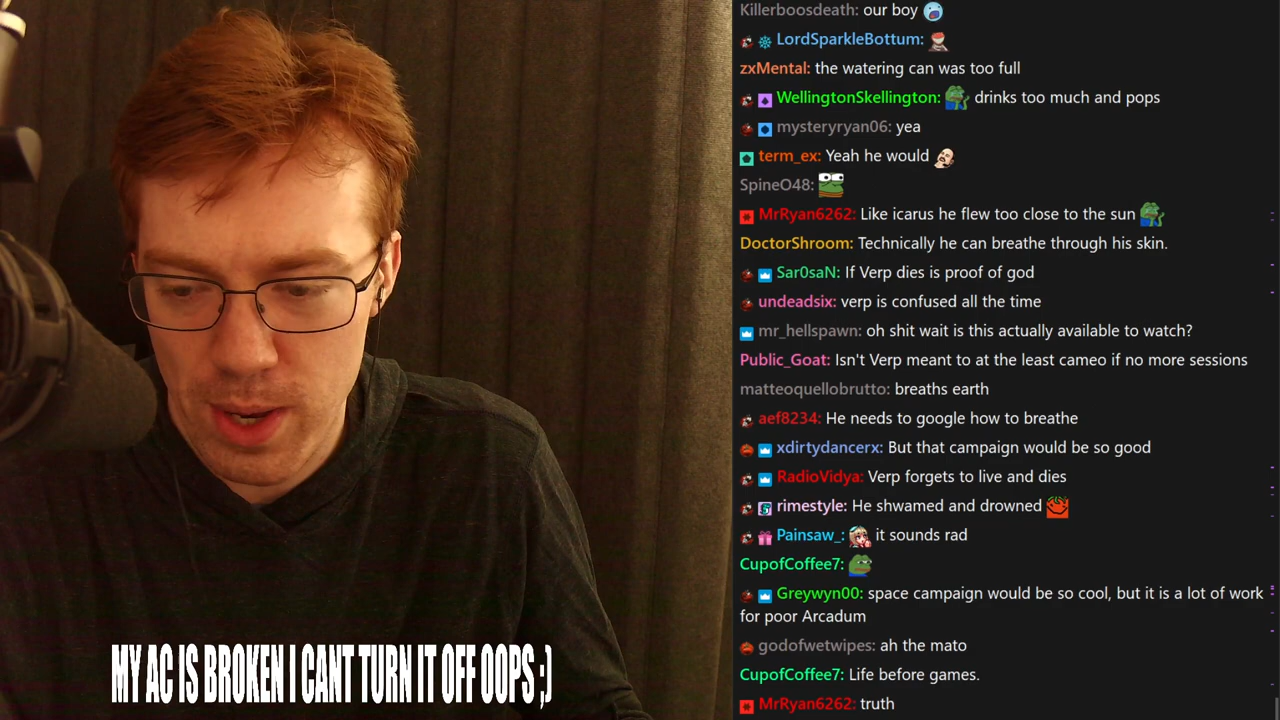 Killerboosdeath: our boy
LordSparkleBottum:
zxMental: the watering can was too full
WellingtonSkellington: drinks too much and pops
mysteryryan06: yea
term_ex: Yeah he would
SpineO48:
MrRyan6262: Like icarus he flew too close to the sun
DoctorShroom: Technically he can breathe through his skin.
Sar0saN: If Verp dies is proof of god
undeadsix: verp is confused all the time
mr_hellspawn: oh shit wait is this actually available to watch?
Public_Goat: Isn't Verp meant to at the least cameo if no more sessions
matteoquellobrutto: breaths earth
aef8234: He needs to google how to breathe
xdirtydancerx: But that campaign would be so good
RadioVidya: Verp forgets to live and dies
rimestyle: He shwamed and drowned
Painsaw_: it sounds rad
CupofCoffee7:
Greywyn00: space campaign would be so cool, but it is a lot of work
for poor Arcadum
godofwetwipes: ah the mato
CupofCoffee7: Life before games.
MrRyan6262: truth
MY AC IS BROKEN I CANT TURN IT OFF OOPS ;)